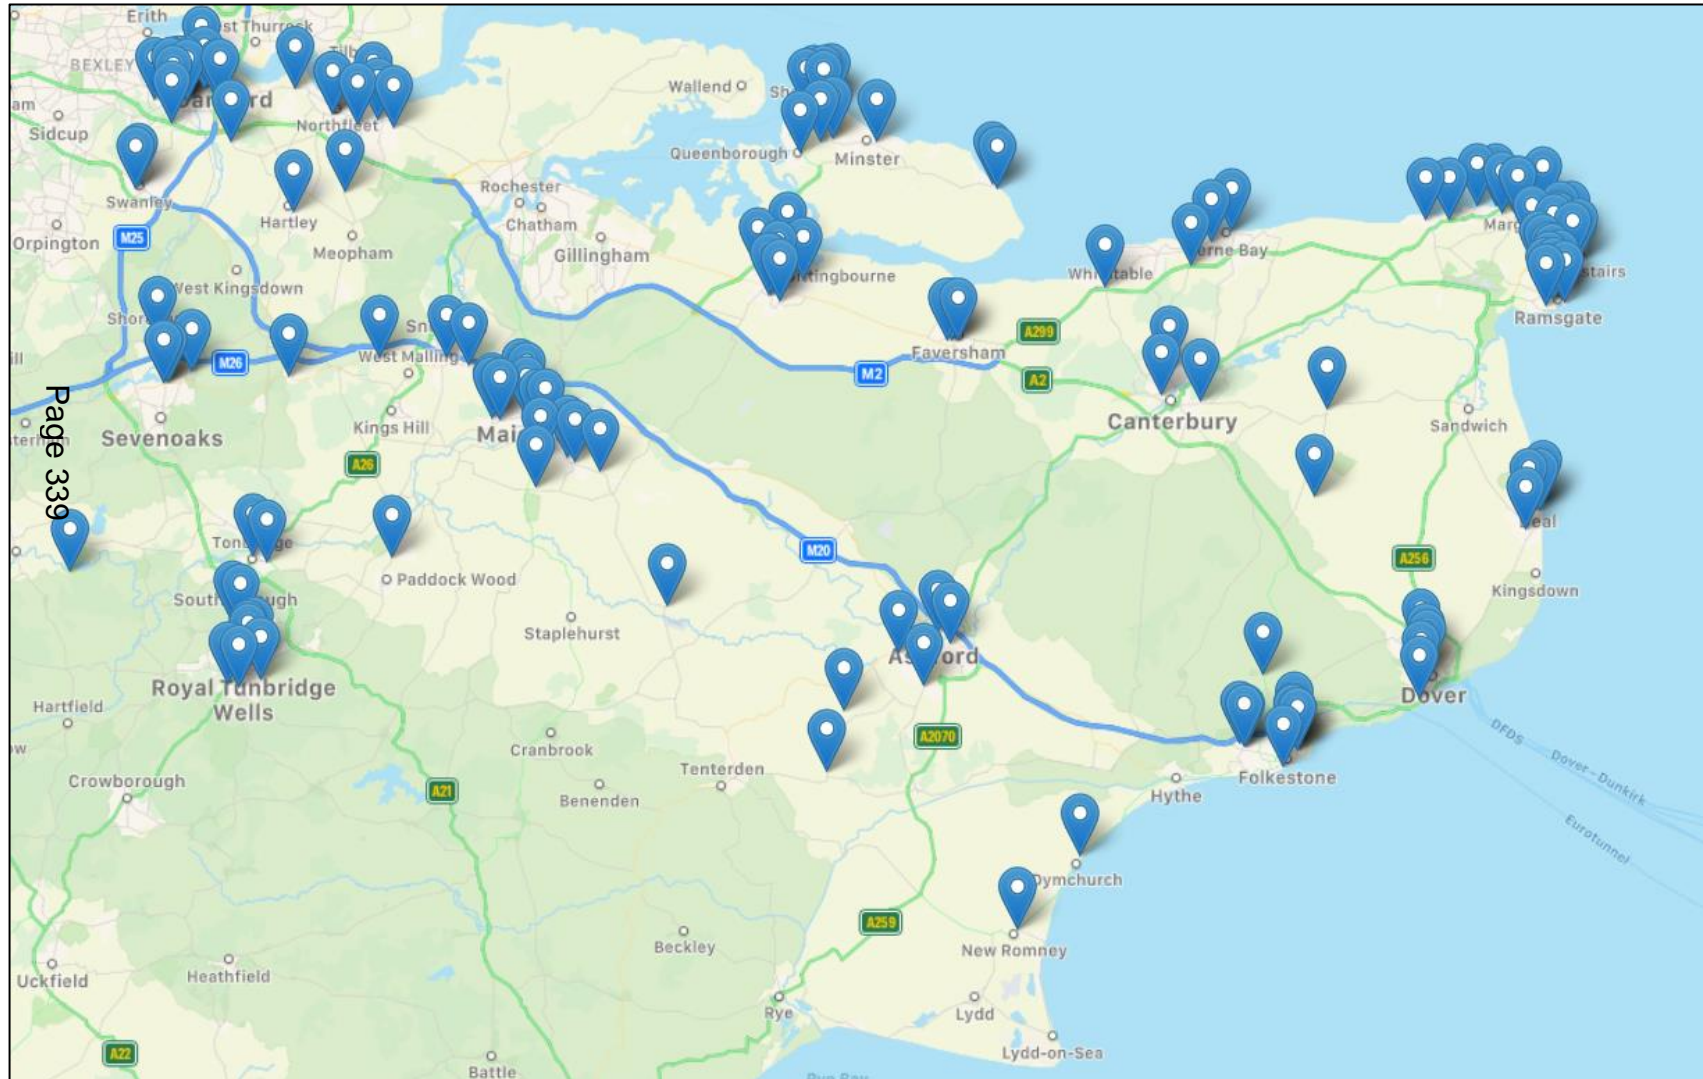 Erith
BEXLEY
Sidcup
Northfleet
Wallend
Queenborough
Minster
Swanley
Hartley
Rochester
Chatham
Orpington
M25
Meopham
Gillingham
West Kingsdown
Faversham
A299
M26
West Malling
M2
A2
Page 339
Sevenoaks
Kings Hill
Canterbury
Sandwich
Ramsgate
A26
M20
A256
Paddock Wood
Kingsdown
Staplehurst
Royal Tunbridge
Wells
Dover
Hartfield
Cranbrook
A2070
DFDS
Dover - Dunkirk
Eurotunnel
Tenterden
Crowborough
A21
Benenden
Hythe
Folkestone
Dymchurch
A259
Beckley
New Romney
Uckfield
Heathfield
Rye
Lydd
Lydd-on-Sea
A22
Battle